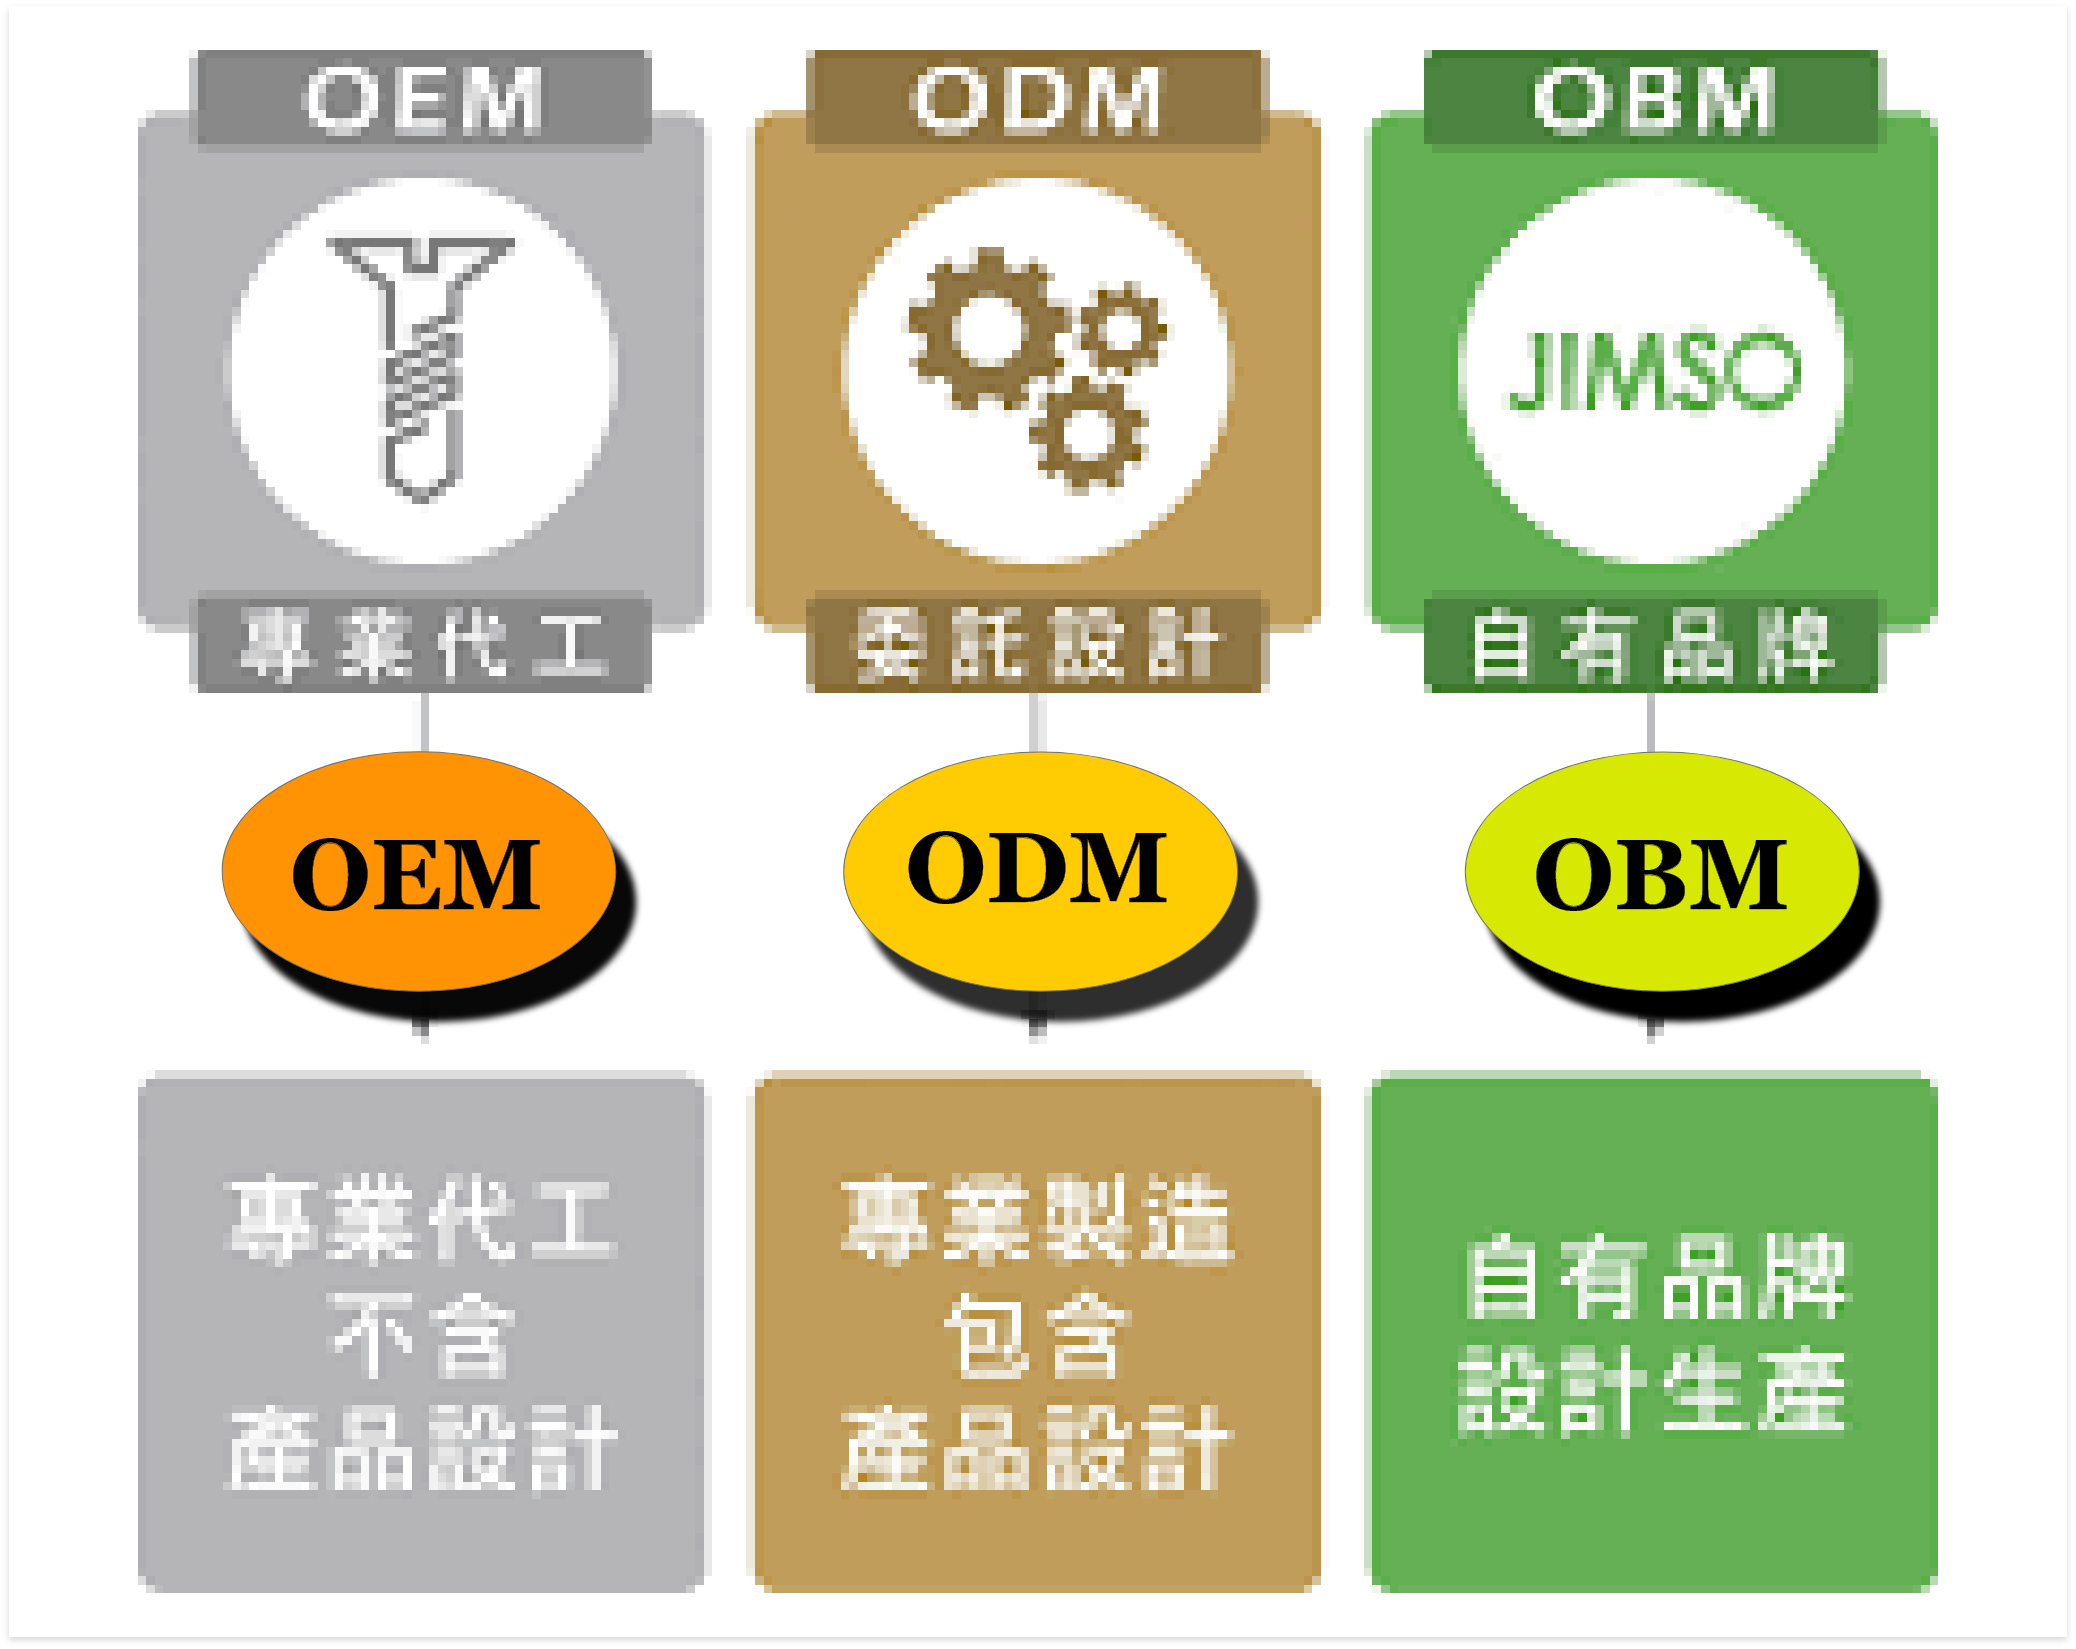 OEM
ODM
OBM
JIMSO
專業代工
委託設計
自有品牌
OEM
ODM
OBM
專業代工
不含
產品設計
專業製造
包含
產品設計
自有品牌
設計生產